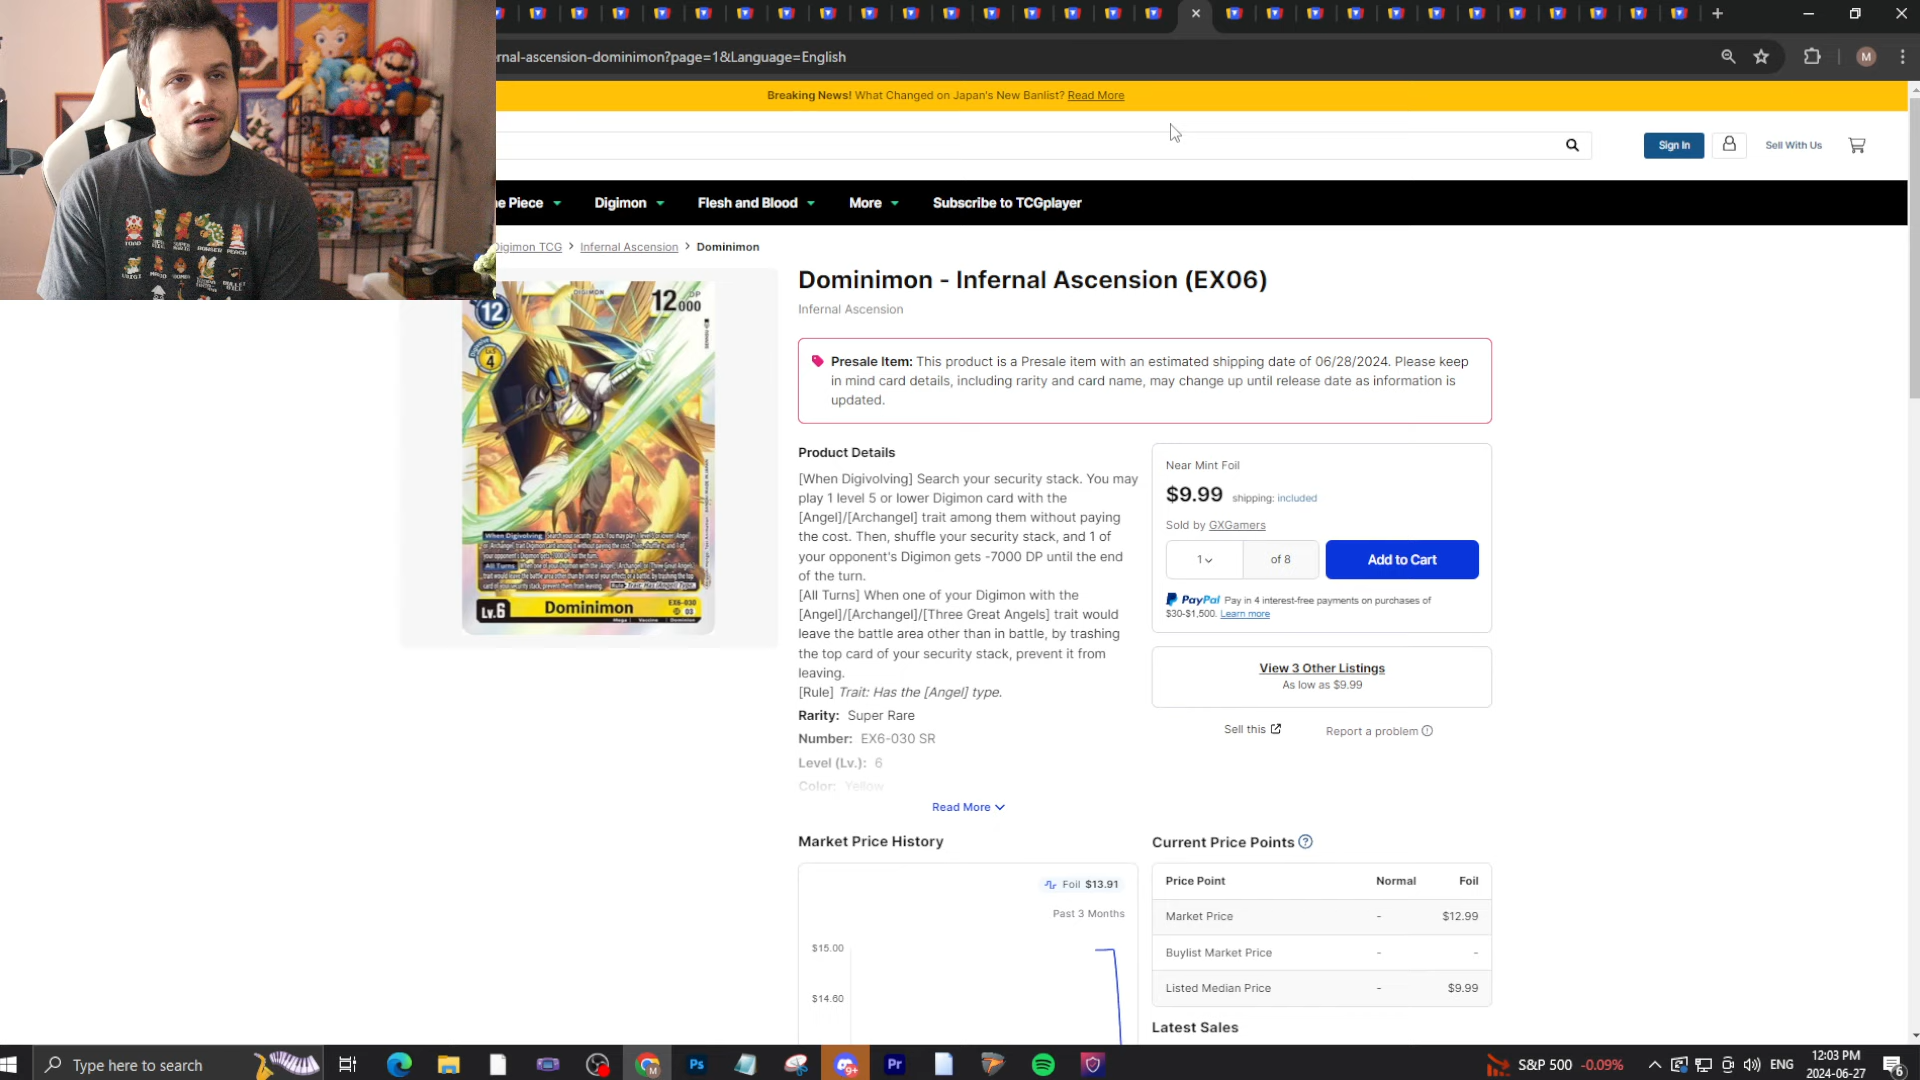 rnal-ascension-dominimon?page=1&Language=English
M
Breaking News! What Changed on Japan's New Banlist? Read More
Sign In
Sell With Us
e Piece
Digimon
Flesh and Blood
More
Subscribe to TCGplayer
Digimon TCG > Infernal Ascension > Dominimon
Dominimon - Infernal Ascension (EX06)
Infernal Ascension
Presale Item: This product is a Presale item with an estimated shipping date of 06/28/2024. Please keep
in mind card details, including rarity and card name, may change up until release date as information is
updated.
TOAD
BOWSER
PEACH
DIGIMON
12
12000
DP
Lv.6
Dominimon
EX6-030
SR
03
Product Details
[When Digivolving] Search your security stack. You may
play 1 level 5 or lower Digimon card with the
[Angel]/[Archangel] trait among them without paying
the cost. Then, shuffle your security stack, and 1 of
your opponent's Digimon gets -7000 DP until the end
of the turn.
[All Turns] When one of your Digimon with the
[Angel]/[Archangel]/[Three Great Angels] trait would
leave the battle area other than in battle, by trashing
the top card of your security stack, prevent it from
leaving.
[Rule] Trait: Has the [Angel] type.
Rarity: Super Rare
Number: EX6-030 SR
Level (Lv.): 6
Color: Yellow
Read More
Near Mint Foil
$9.99 shipping: included
Sold by GXGamers
1
of 8
Add to Cart
PayPal Pay in 4 interest-free payments on purchases of
$30-$1,500. Learn more
View 3 Other Listings
As low as $9.99
Sell this
Report a problem
Market Price History
Foil $13.91
Past 3 Months
$15.00
$14.60
Current Price Points
Price Point Normal Foil
Market Price - $12.99
Buylist Market Price - -
Listed Median Price - $9.99
Latest Sales
Type here to search
Ps
9+
Pr
S&P 500 -0.09%
ENG
12:03 PM
2024-06-27
6